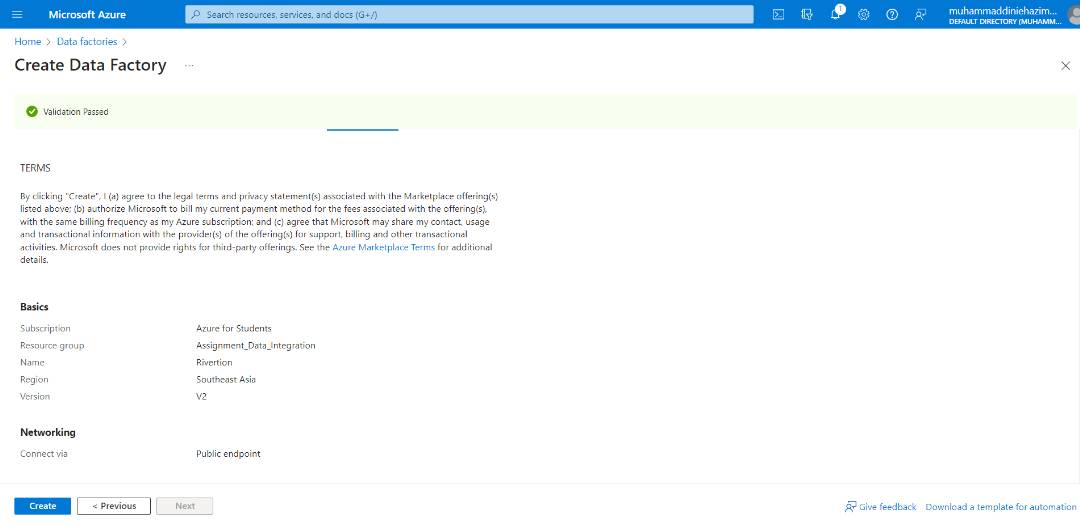 Microsoft Azure
Search resources, services, and docs (G+/)
1
muhammaddiniehazim...
DEFAULT DIRECTORY (MUHAMM...
Home > Data factories >
Create Data Factory ...
Validation Passed
TERMS
By clicking "Create", I (a) agree to the legal terms and privacy statement(s) associated with the Marketplace offering(s)
listed above; (b) authorize Microsoft to bill my current payment method for the fees associated with the offering(s),
with the same billing frequency as my Azure subscription; and (c) agree that Microsoft may share my contact, usage
and transactional information with the provider(s) of the offering(s) for support, billing and other transactional
activities. Microsoft does not provide rights for third-party offerings. See the Azure Marketplace Terms for additional
details.
Basics
Subscription Azure for Students
Resource group Assignment_Data_Integration
Name Rivertion
Region Southeast Asia
Version V2
Networking
Connect via Public endpoint
Create
< Previous
Next
Give feedback
Download a template for automation